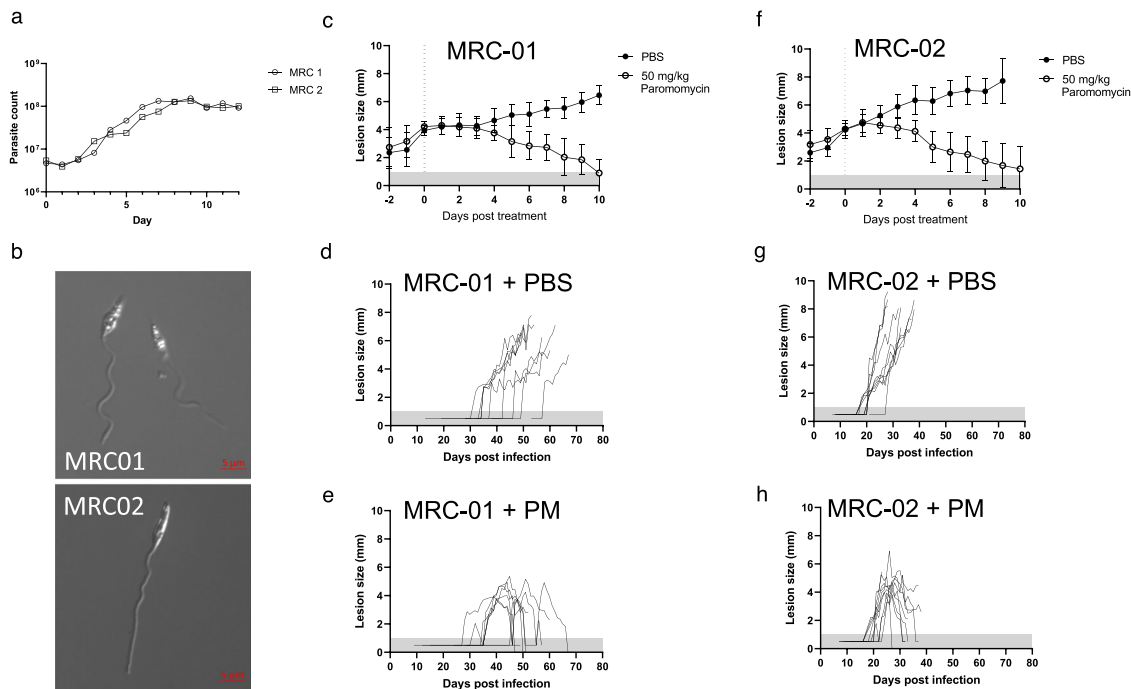 a
10⁹
10⁸
10⁷
10⁶
Parasite count
0 5 10
Day
MRC 1
MRC 2
b
MRC01
5 µm
MRC02
5 µm
c
MRC-01
10
8
6
4
2
0
Lesion size (mm)
-2 0 2 4 6 8 10
Days post treatment
PBS
50 mg/kg
Paromomycin
d
MRC-01 + PBS
10
8
6
4
2
0
Lesion size (mm)
0 10 20 30 40 50 60 70 80
Days post infection
e
MRC-01 + PM
10
8
6
4
2
0
Lesion size (mm)
0 10 20 30 40 50 60 70 80
Days post infection
f
MRC-02
10
8
6
4
2
0
Lesion size (mm)
-2 0 2 4 6 8 10
Days post treatment
PBS
50 mg/kg
Paromomycin
g
MRC-02 + PBS
10
8
6
4
2
0
Lesion size (mm)
0 10 20 30 40 50 60 70 80
Days post infection
h
MRC-02 + PM
10
8
6
4
2
0
Lesion size (mm)
0 10 20 30 40 50 60 70 80
Days post infection